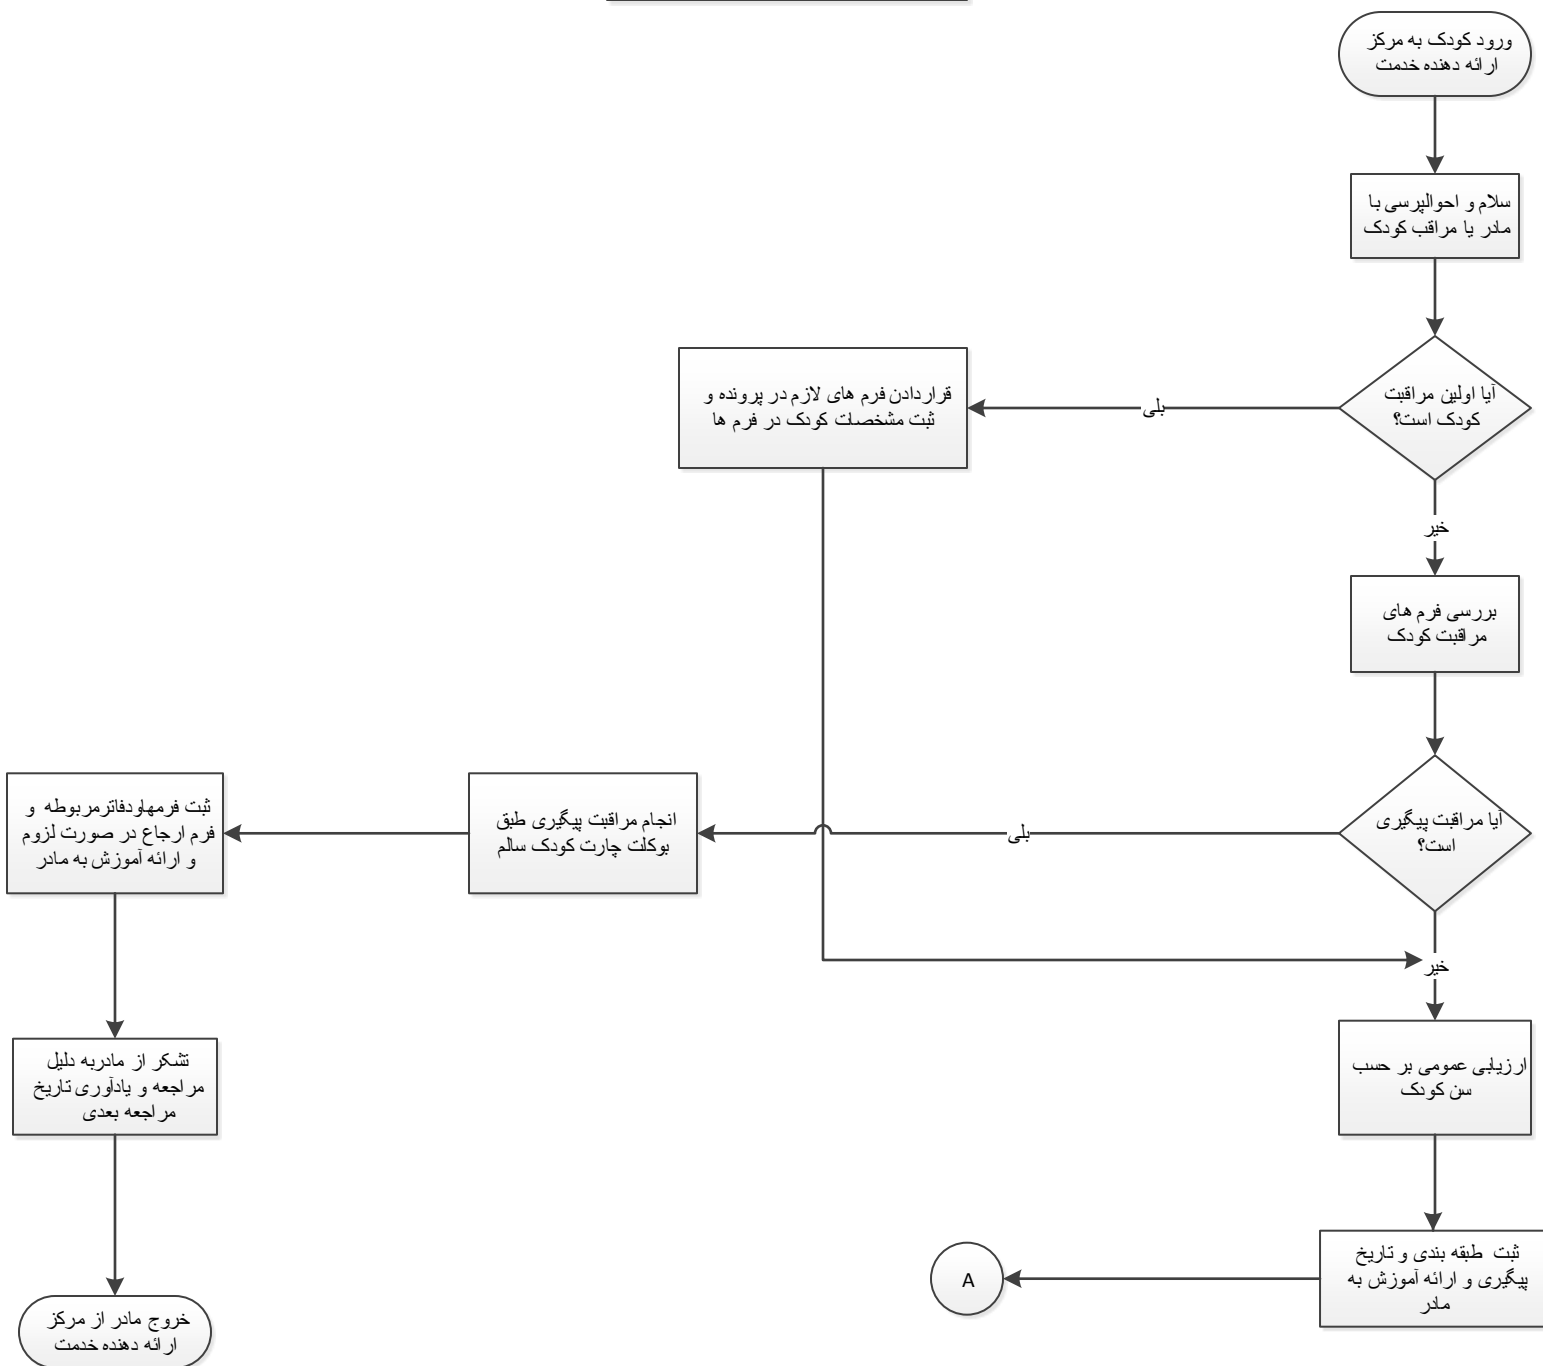 ورود کودک به مرکز
ارائه دهنده خدمت
سلام و احوالپرسی با
مادر یا مراقب کودک
آیا اولین مراقبت
کودک است؟
بلی
قراردادن فرم های لازم در پرونده و
ثبت مشخصات کودک در فرم ها
خیر
بررسی فرم های
مراقبت کودک
آیا مراقبت پیگیری
است؟
بلی
انجام مراقبت پیگیری طبق
بوکلت چارت کودک سالم
ثبت فرمهاودفاترمربوطه و
فرم ارجاع در صورت لزوم
و ارائه آموزش به مادر
تشکر از مادربه دلیل
مراجعه و یادآوری تاریخ
مراجعه بعدی
خروج مادر از مرکز
ارائه دهنده خدمت
خیر
ارزیابی عمومی بر حسب
سن کودک
ثبت طبقه بندی و تاریخ
پیگیری و ارائه آموزش به
مادر
A